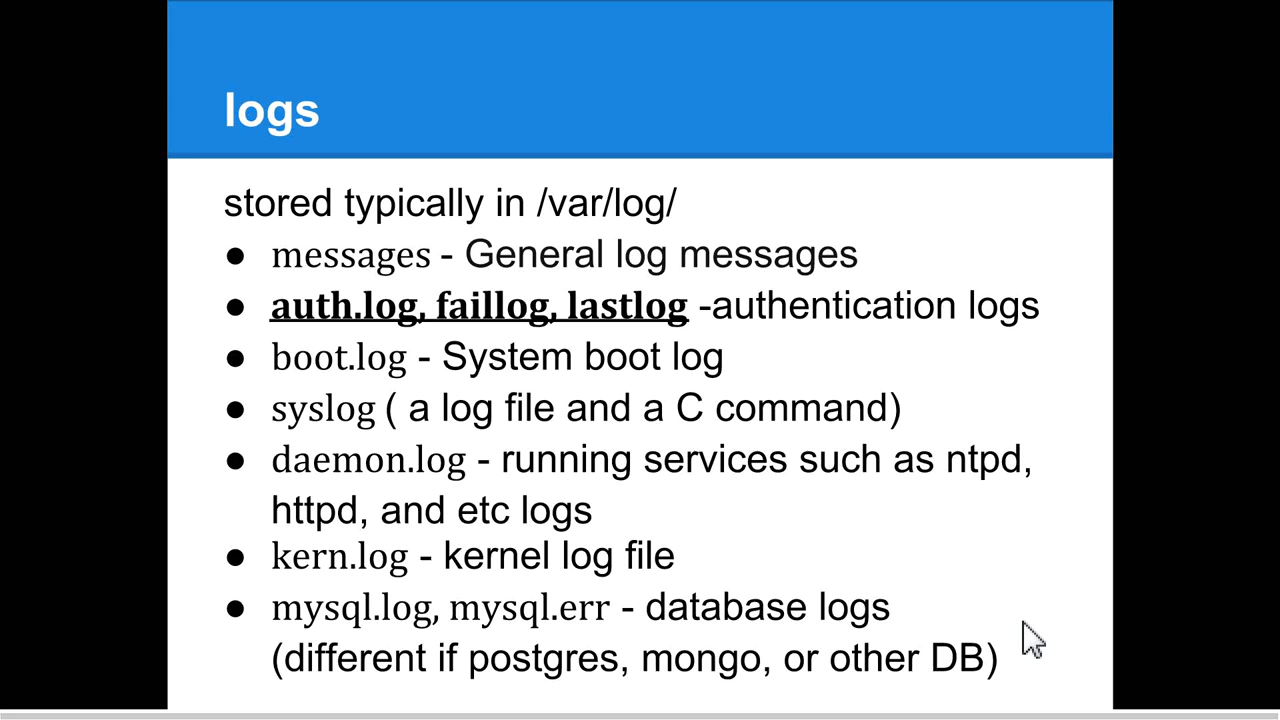 logs
stored typically in /var/log/
● messages - General log messages
● auth.log, faillog, lastlog -authentication logs
● boot.log - System boot log
● syslog ( a log file and a C command)
● daemon.log - running services such as ntpd,
httpd, and etc logs
● kern.log - kernel log file
● mysql.log, mysql.err - database logs
(different if postgres, mongo, or other DB)